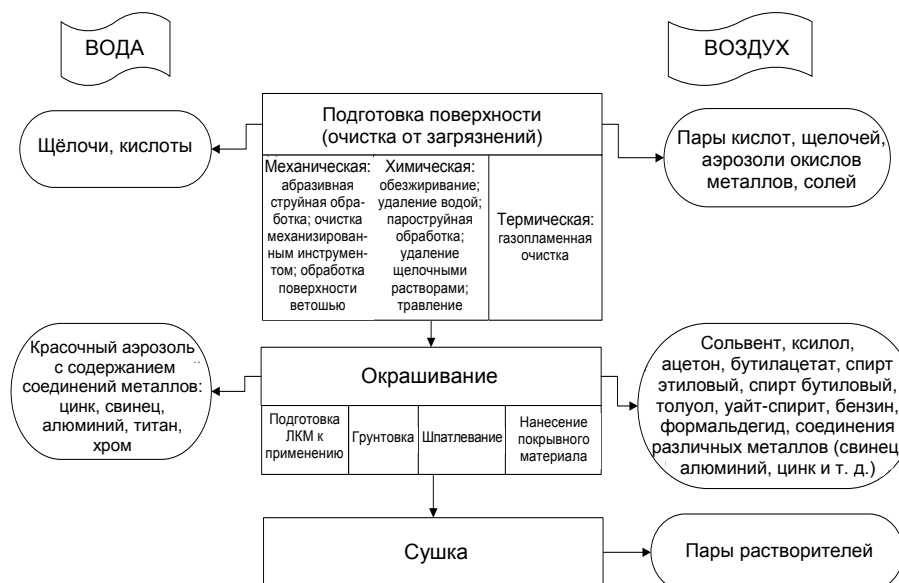 ВОДА
ВОЗДУХ
Подготовка поверхности
(очистка от загрязнений)
Щёлочи, кислоты
Пары кислот, щелочей,
аэрозоли окислов
металлов, солей
Механическая:
абразивная
струйная обра-
ботка; очистка
механизирован-
ным инструмен-
том; обработка
поверхности
ветошью
Химическая:
обезжиривание;
удаление водой;
пароструйная
обработка;
удаление
щелочными
растворами;
травление
Термическая:
газопламенная
очистка
Красочный аэрозоль
с содержанием
соединений металлов:
цинк, свинец,
алюминий, титан,
хром
Окрашивание
Подготовка
ЛКМ к
применению
Грунтовка
Шпатлевание
Нанесение
покрывного
материала
Сольвент, ксилол,
ацетон, бутилацетат, спирт
этиловый, спирт бутиловый,
толуол, уайт-спирит, бензин,
формальдегид, соединения
различных металлов (свинец
алюминий, цинк и т. д.)
Сушка
Пары растворителей